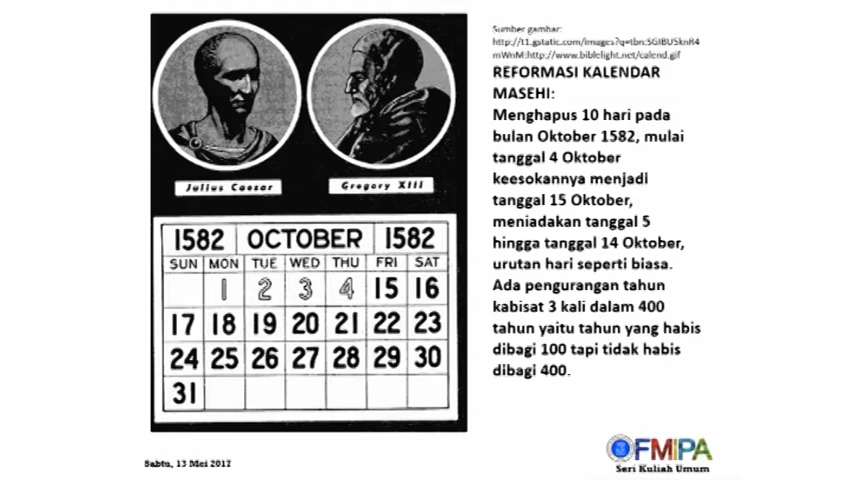 Julius Caesar
Gregory XIII
1582 OCTOBER 1582
SUN MON TUE WED THU FRI SAT
1 2 3 4 15 16
17 18 19 20 21 22 23
24 25 26 27 28 29 30
31
Sumber gambar:
http://t1.gstatic.com/images?q=tbn:SGIBU5knR4
mWnM:http://www.biblelight.net/calend.gif
REFORMASI KALENDAR
MASEHI:
Menghapus 10 hari pada
bulan Oktober 1582, mulai
tanggal 4 Oktober
keesokannya menjadi
tanggal 15 Oktober,
meniadakan tanggal 5
hingga tanggal 14 Oktober,
urutan hari seperti biasa.
Ada pengurangan tahun
kabisat 3 kali dalam 400
tahun yaitu tahun yang habis
dibagi 100 tapi tidak habis
dibagi 400.
Sabtu, 13 Mei 2017
FMIPA
Seri Kuliah Umum